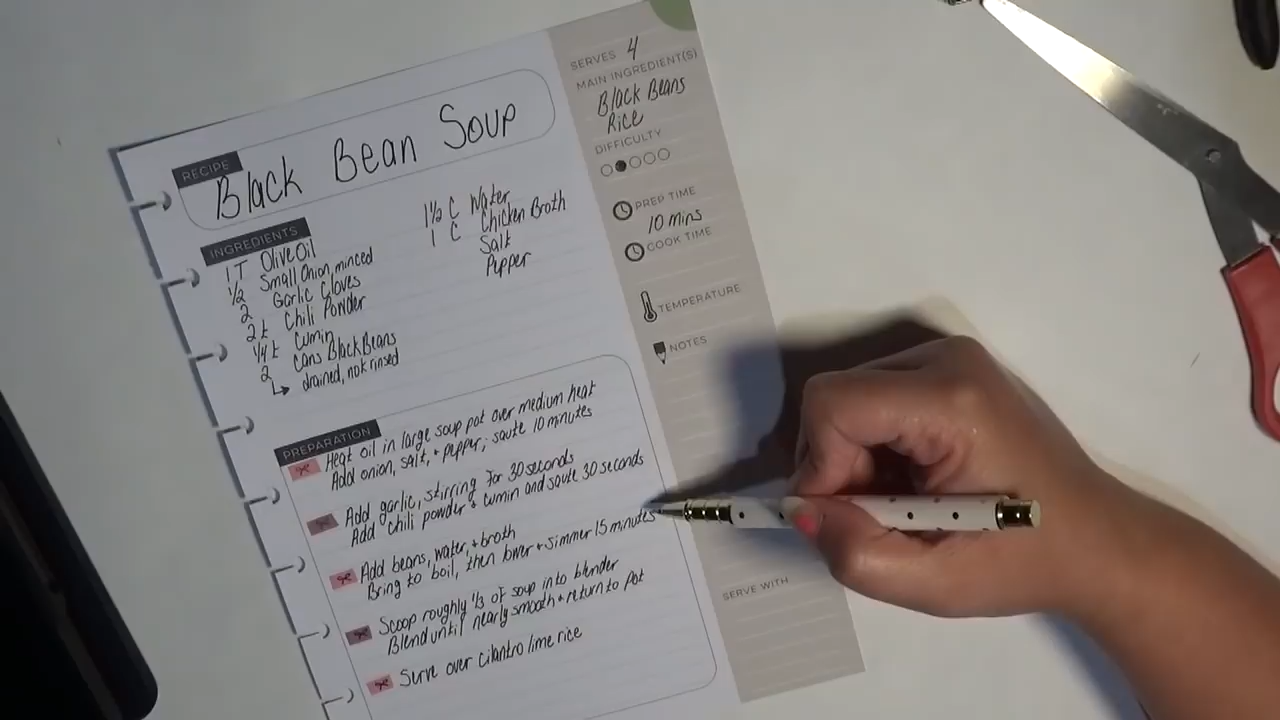 RECIPE
Black Bean Soup
INGREDIENTS
1 T Olive Oil
1/2 Small Onion, minced
2 Garlic Cloves
2 t Chili Powder
1/4 t Cumin
2 Cans Black Beans
↳ drained, not rinsed
1 1/2 C Water
1 C Chicken Broth
Salt
Pepper
PREPARATION
Heat oil in large soup pot over medium heat
Add onion, salt, + pepper; saute 10 minutes
Add garlic, stirring for 30 seconds
Add chili powder & cumin and saute 30 seconds
Add beans, water, + broth
Bring to boil, then lower + simmer 15 minutes
Scoop roughly 1/3 of soup into blender
Blend until nearly smooth + return to pot
Serve over cilantro lime rice
SERVES 4
MAIN INGREDIENT(S)
Black Beans
Rice
DIFFICULTY
PREP TIME
10 mins
COOK TIME
TEMPERATURE
NOTES
SERVE WITH